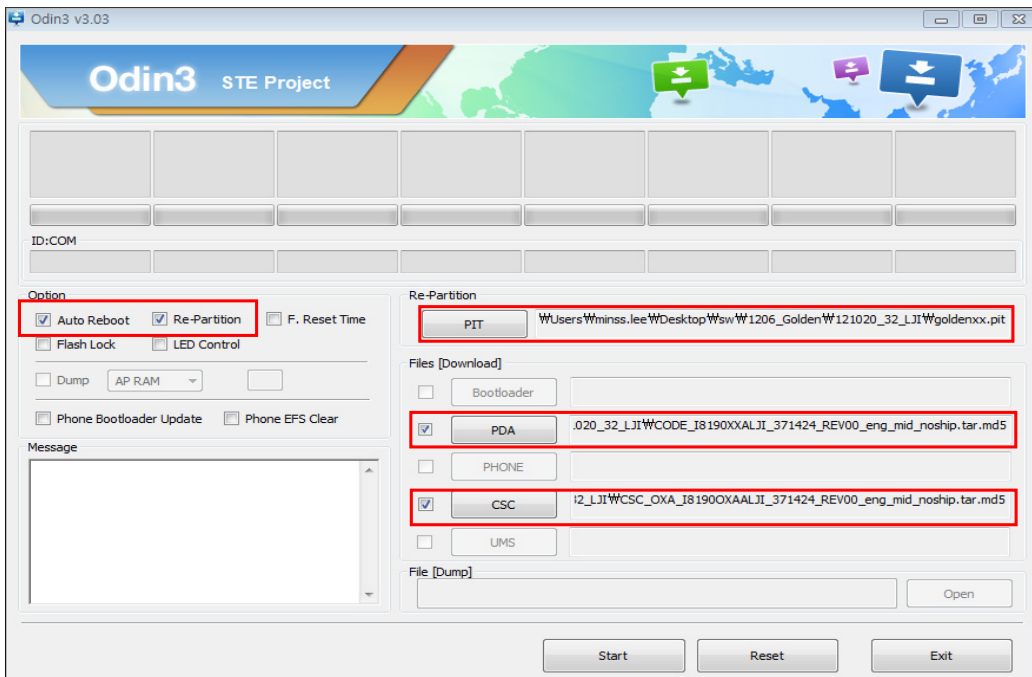 Odin3 v3.03
Odin3 STE Project
ID:COM
Option
Auto Reboot Re-Partition F. Reset Time
Flash Lock LED Control
Dump AP RAM
Phone Bootloader Update Phone EFS Clear
Message
Re-Partition
PIT ₩Users₩minss.lee₩Desktop₩sw₩1206_Golden₩121020_32_LJI₩goldenxx.pit
Files [Download]
Bootloader
PDA .020_32_LJI₩CODE_I8190XXALJI_371424_REV00_eng_mid_noship.tar.md5
PHONE
CSC 32_LJI₩CSC_OXA_I8190OXAALJI_371424_REV00_eng_mid_noship.tar.md5
UMS
File [Dump]
Open
Start Reset Exit